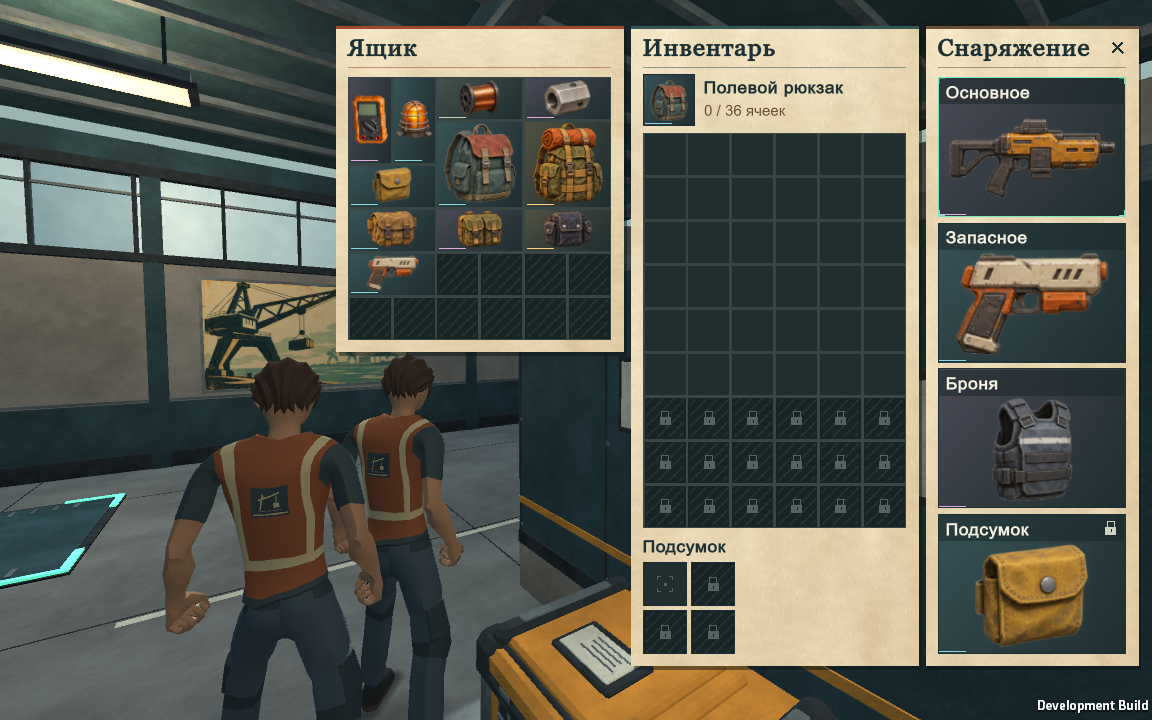 Ящик
Инвентарь
Полевой рюкзак
0 / 36 ячеек
Подсумок
Снаряжение
Основное
Запасное
Броня
Подсумок
Development Build